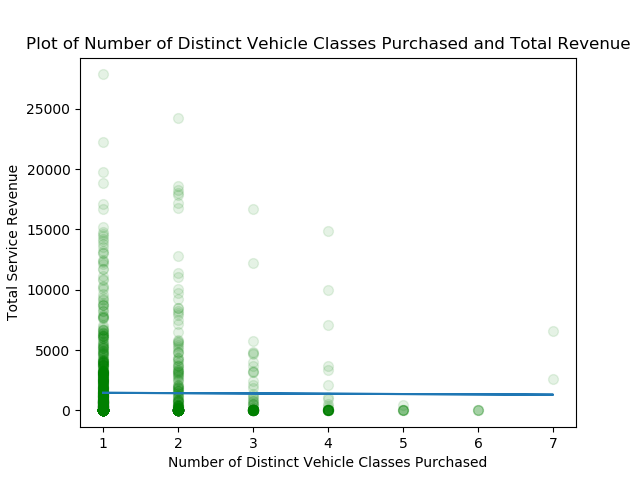 Plot of Number of Distinct Vehicle Classes Purchased and Total Revenue
Total Service Revenue
25000
20000
15000
10000
5000
0
1 2 3 4 5 6 7
Number of Distinct Vehicle Classes Purchased